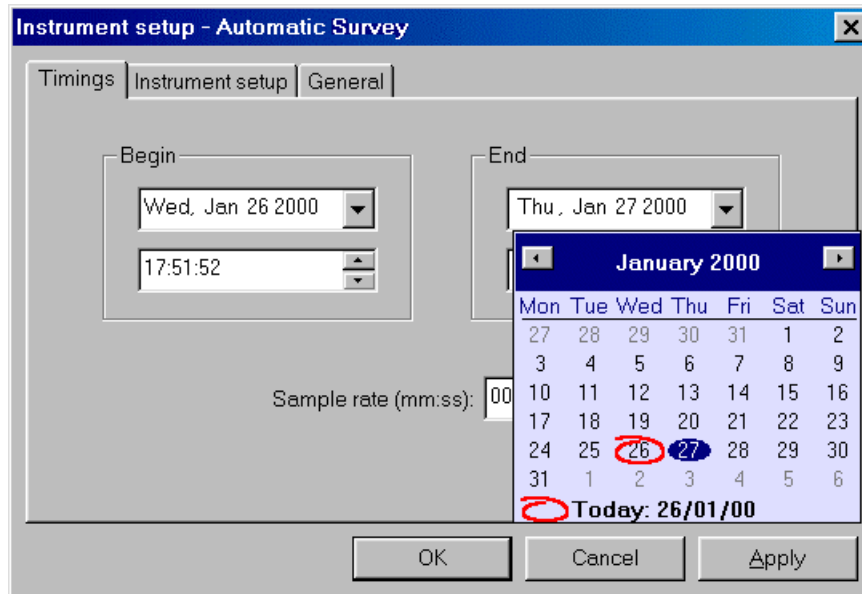 Instrument setup - Automatic Survey
Timings Instrument setup General
Begin End
Wed, Jan 26 2000 Thu, Jan 27 2000
17:51:52
January 2000
Mon Tue Wed Thu Fri Sat Sun
27 28 29 30 31 1 2
3 4 5 6 7 8 9
10 11 12 13 14 15 16
17 18 19 20 21 22 23
24 25 26 27 28 29 30
31 1 2 3 4 5 6
Today: 26/01/00
Sample rate (mm:ss): 00
OK Cancel Apply